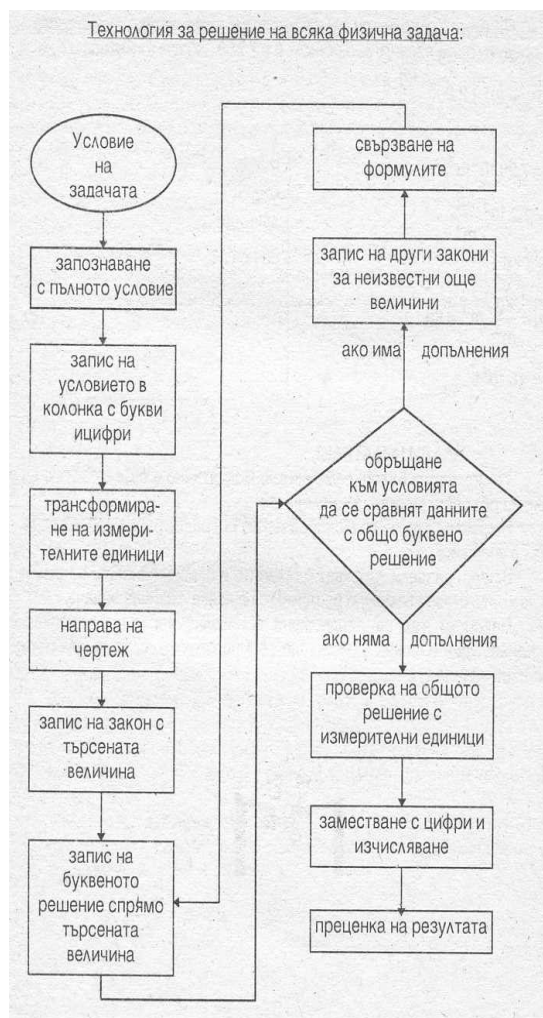 Технология за решение на всяка физична задача:
Условие
на
задачата
запознаване
с пълното условие
запис на
условието в
колонка с букви
ицифри
трансформира-
не на измери-
телните единици
направа на
чертеж
запис на закон с
търсената
величина
запис на
буквеното
решение спрямо
търсената
величина
свързване на
формулите
запис на други закони
за неизвестни още
величини
ако има допълнения
обръщане
към условията
да се сравнят данните
с общо буквено
решение
ако няма допълнения
проверка на общото
решение с
измерителни единици
заместване с цифри и
изчисляване
преценка на резултата